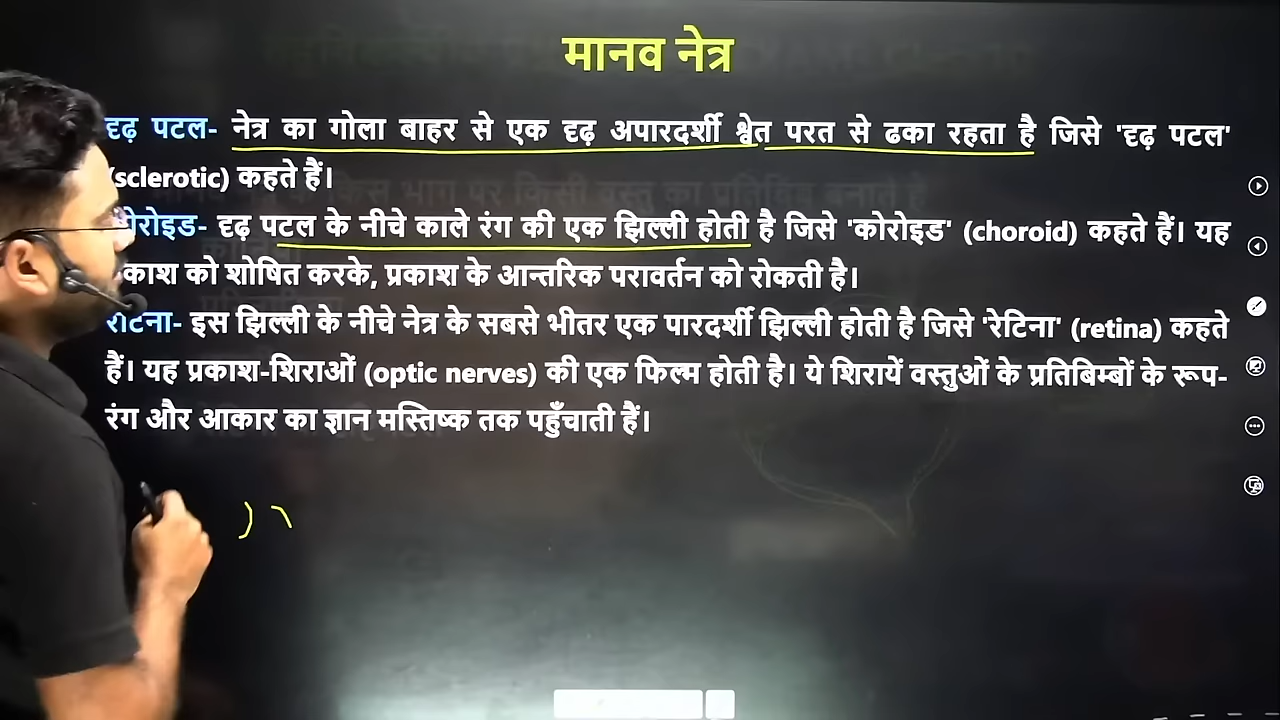 मानव नेत्र
दृढ़ पटल- नेत्र का गोला बाहर से एक दृढ़ अपारदर्शी श्वेत परत से ढका रहता है जिसे 'दृढ़ पटल'
(sclerotic) कहते हैं।
दृढ़ पटल के नीचे काले रंग की एक झिल्ली होती है जिसे 'कोरोइड' (choroid) कहते हैं। यह
को शोषित करके, प्रकाश के आन्तरिक परावर्तन को रोकती है।
रेटिना- इस झिल्ली के नीचे नेत्र के सबसे भीतर एक पारदर्शी झिल्ली होती है जिसे 'रेटिना' (retina) कहते
हैं। यह प्रकाश-शिराओं (optic nerves) की एक फिल्म होती है। ये शिरायें वस्तुओं के प्रतिबिम्बों के रूप-
रंग और आकार का ज्ञान मस्तिष्क तक पहुँचाती हैं।